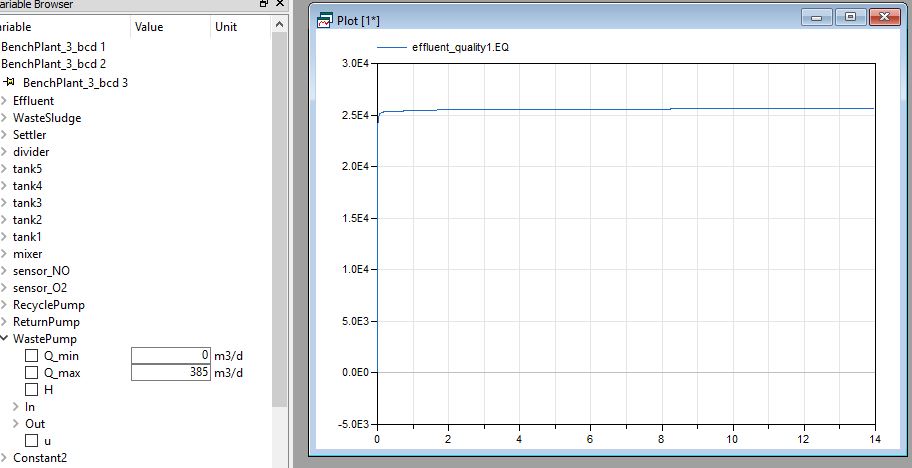 ariable Browser
ariable Value Unit
BenchPlant_3_bcd 1
BenchPlant_3_bcd 2
BenchPlant_3_bcd 3
Effluent
WasteSludge
Settler
divider
tank5
tank4
tank3
tank2
tank1
mixer
sensor_NO
sensor_O2
RecyclePump
ReturnPump
WastePump
Q_min 0 m3/d
Q_max 385 m3/d
H
In
Out
u
Constant2
Plot [1*]
effluent_quality1.EQ
3.0E4
2.5E4
2.0E4
1.5E4
1.0E4
5.0E3
0.0E0
-5.0E3
0 2 4 6 8 10 12 14